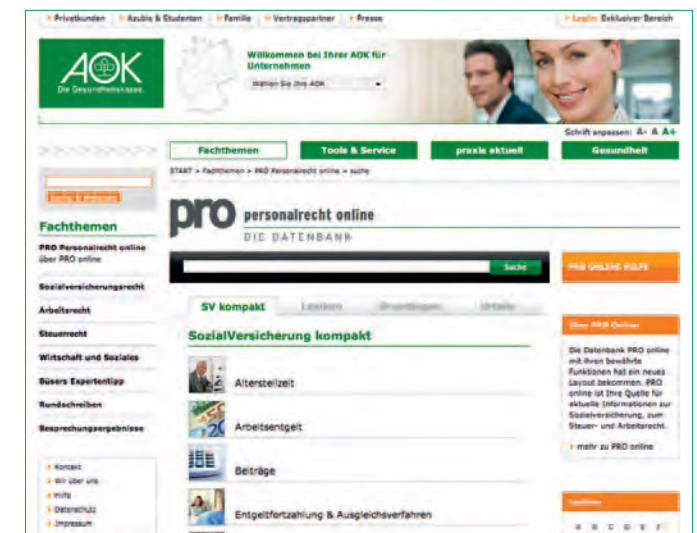 Privatkunden Azubis & Studenten Familie Vertragspartner Presse
Login: Exklusiver Bereich
AOK
Die Gesundheitskasse.
Willkommen bei Ihrer AOK für
Unternehmen
Wählen Sie Ihre AOK
Schrift anpassen: A- A A+
Fachthemen
Tools & Service
praxis aktuell
Gesundheit
START > Fachthemen > PRO Personalrecht online > suche
Fachthemen
PRO Personalrecht online
über PRO online
Sozialversicherungsrecht
Arbeitsrecht
Steuerrecht
Wirtschaft und Soziales
Büsers Expertentipp
Rundschreiben
Besprechungsergebnisse
Kontakt
Wir über uns
Hilfe
Datenschutz
Impressum
pro personalrecht online
DIE DATENBANK
Suche
SV kompakt
Lexikon
Grundlagen
Urteile
SozialVersicherung kompakt
Altersteilzeit
Arbeitsentgelt
Beiträge
Entgeltfortzahlung & Ausgleichsverfahren
PRO ONLINE HILFE
Über PRO Online
Die Datenbank PRO online
mit ihren bewährte
Funktionen hat ein neues
Layout bekommen. PRO
online ist Ihre Quelle für
aktuelle Informationen zur
Sozialversicherung, zum
Steuer- und Arbeitsrecht.
mehr zu PRO online
Lexikon
A B C D E F